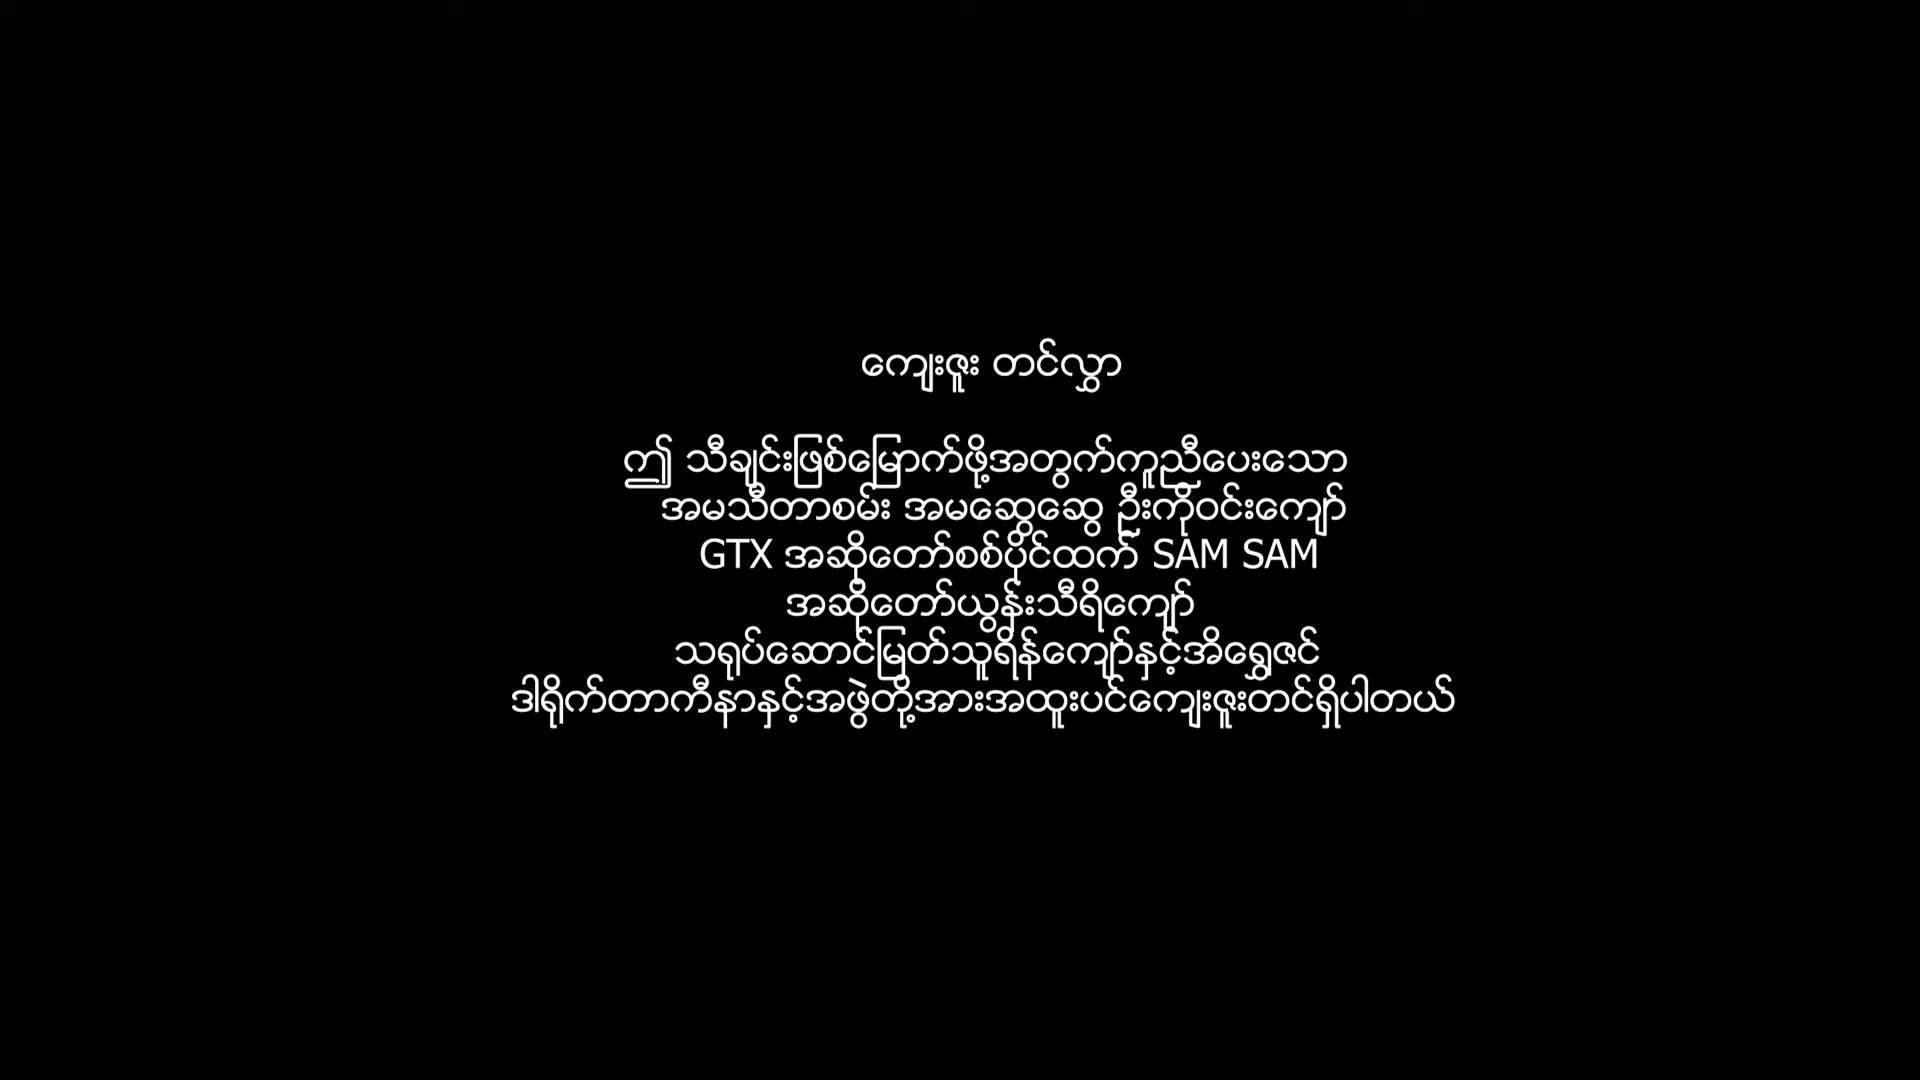 ကျေးဇူး တင်လွှာ
ဤ သီချင်းဖြစ်မြောက်ဖို့အတွက်ကူညီပေးသော
အမသီတာစမ်း အမဆွေဆွေ ဦးကိုဝင်းကျော်
GTX အဆိုတော်စစ်ပိုင်ထက် SAM SAM
အဆိုတော်ယွန်းသီရိကျော်
သရုပ်ဆောင်မြတ်သူရိန်ကျော်နှင့်အိရွှေဇင်
ဒါရိုက်တာကီနာနှင့်အဖွဲ့တို့အားအထူးပင်ကျေးဇူးတင်ရှိပါတယ်